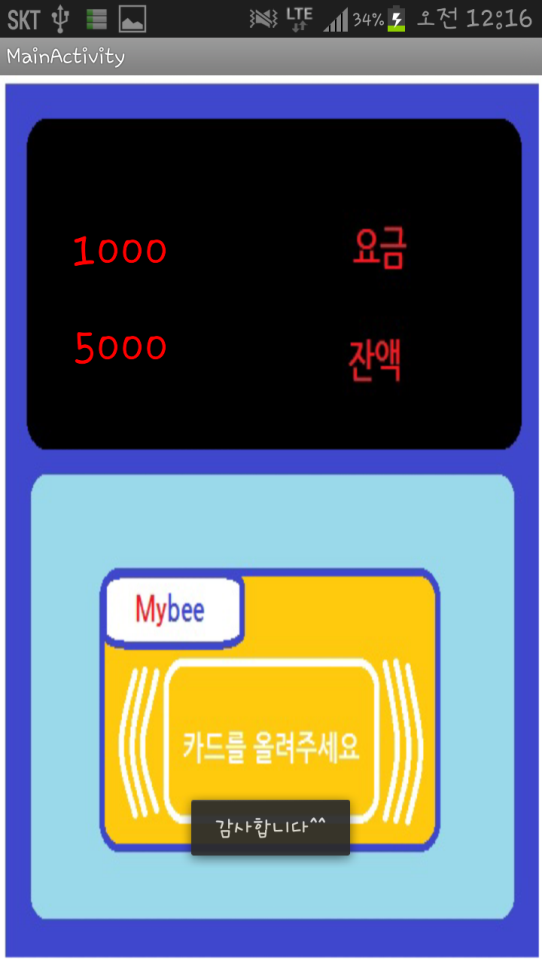 SKT LTE 34% 오전 12:16
MainActivity
1000 요금
5000 잔액
Mybee
카드를 올려주세요
감사합니다^^